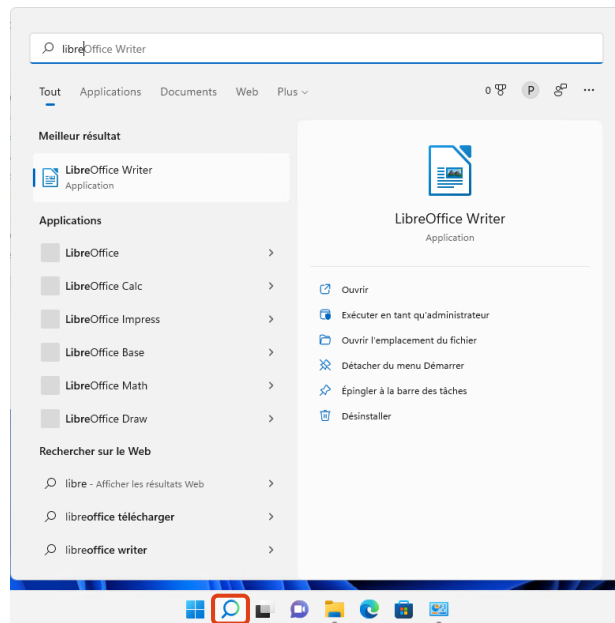 libreOffice Writer
Tout Applications Documents Web Plus 0 P ...
Meilleur résultat
LibreOffice Writer
Application
Applications
LibreOffice
LibreOffice Calc
LibreOffice Impress
LibreOffice Base
LibreOffice Math
LibreOffice Draw
Rechercher sur le Web
libre - Afficher les résultats Web
libreoffice télécharger
libreoffice writer
LibreOffice Writer
Application
Ouvrir
Exécuter en tant qu'administrateur
Ouvrir l'emplacement du fichier
Détacher du menu Démarrer
Épingler à la barre des tâches
Désinstaller